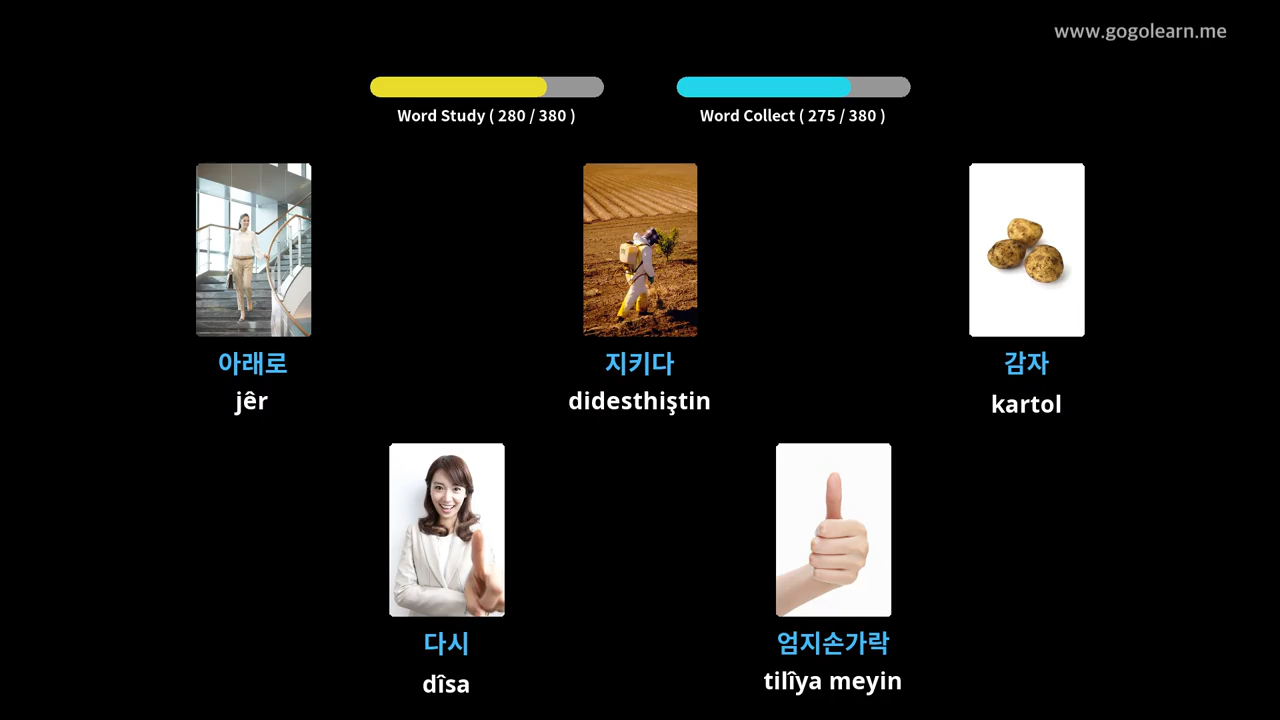 www.gogolearn.me
Word Study ( 280 / 380 )
Word Collect ( 275 / 380 )
아래로
jêr
지키다
didesthiştin
감자
kartol
다시
dîsa
엄지손가락
tilîya meyin